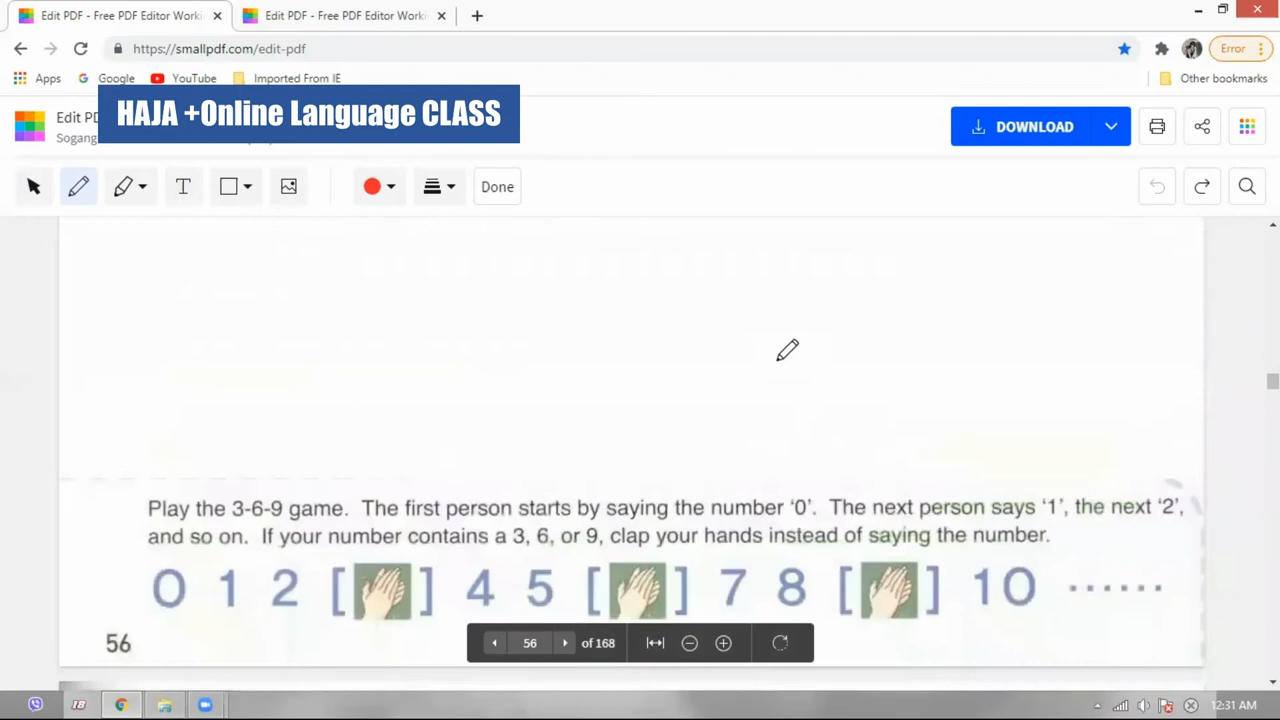 Edit PDF - Free PDF Editor Worki
Edit PDF - Free PDF Editor Worki
https://smallpdf.com/edit-pdf
Error
Apps
Google
YouTube
Imported From IE
Other bookmarks
HAJA +Online Language CLASS
Edit PD
Sogang
DOWNLOAD
T
Done
Play the 3-6-9 game. The first person starts by saying the number ‘0’. The next person says ‘1’, the next ‘2’,
and so on. If your number contains a 3, 6, or 9, clap your hands instead of saying the number.
0 1 2 [ ] 4 5 [ ] 7 8 [ ] 10 ······
56
56 of 168
12:31 AM